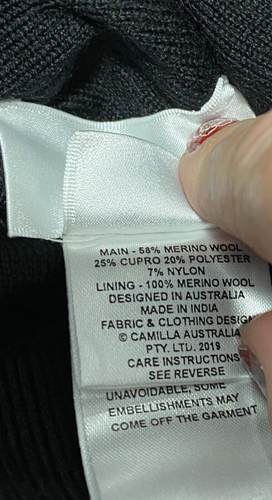 MAIN - 58% MERINO WOOL
25% CUPRO 20% POLYESTER
7% NYLON
LINING - 100% MERINO WOOL
DESIGNED IN AUSTRALIA
MADE IN INDIA
FABRIC & CLOTHING DESIGN
© CAMILLA AUSTRALIA
PTY. LTD. 2019
CARE INSTRUCTIONS
SEE REVERSE
UNAVOIDABLE, SOME
EMBELLISHMENTS MAY
COME OFF THE GARMENT